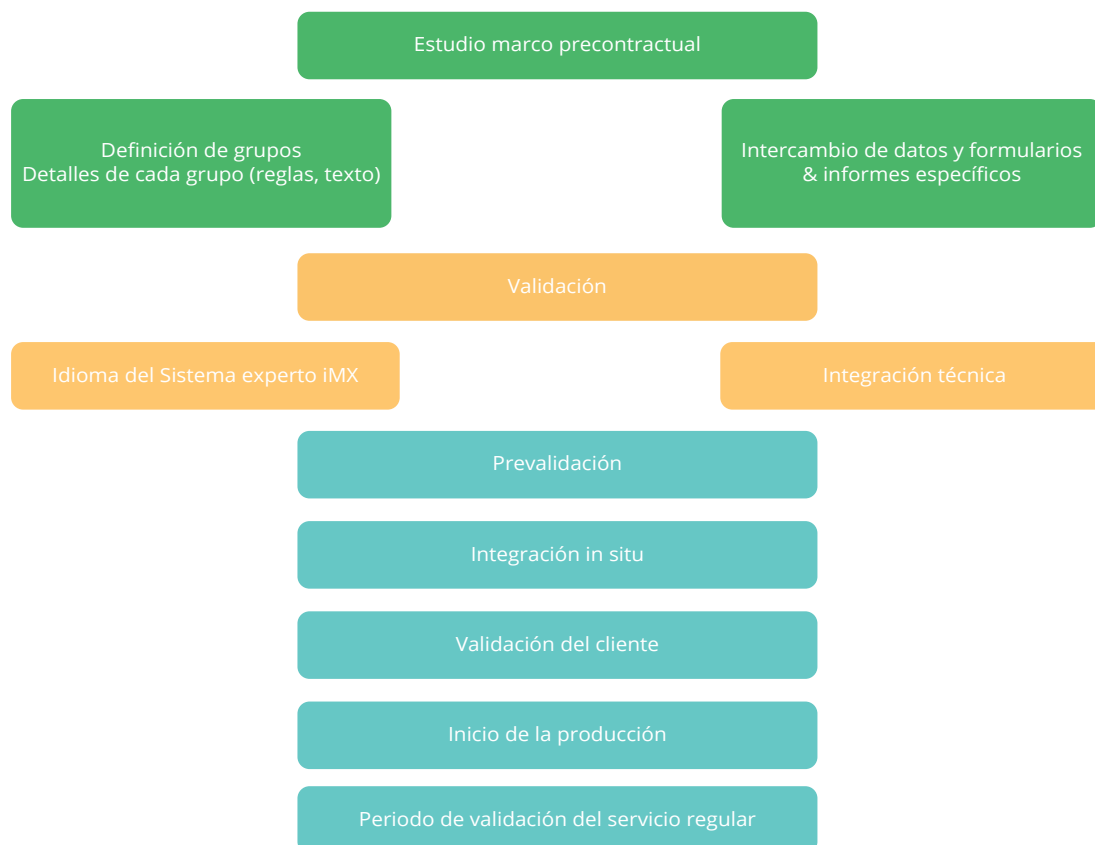 Estudio marco precontractual
Definición de grupos
Detalles de cada grupo (reglas, texto)
Intercambio de datos y formularios
& informes específicos
Validación
Idioma del Sistema experto iMX
Integración técnica
Prevalidación
Integración in situ
Validación del cliente
Inicio de la producción
Periodo de validación del servicio regular